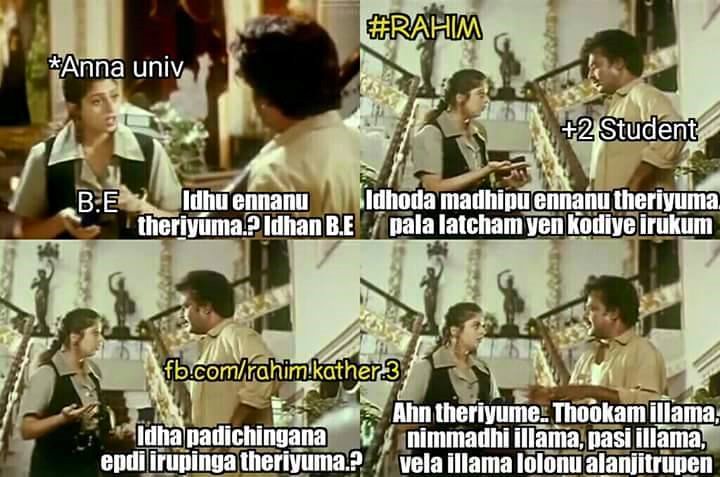 *Anna univ
B.E
Idhu ennanu
theriyuma.? Idhan B.E
#RAHIM
+2 Student
Idhoda madhipu ennanu theriyuma.
pala latcham yen kodiye irukum
fb.com/rahim.kather.3
Idha padichingana
epdi irupinga theriyuma.?
Ahn theriyume.. Thookam illama,
nimmadhi illama, pasi illama,
vela illama lolonu alanjitrupen